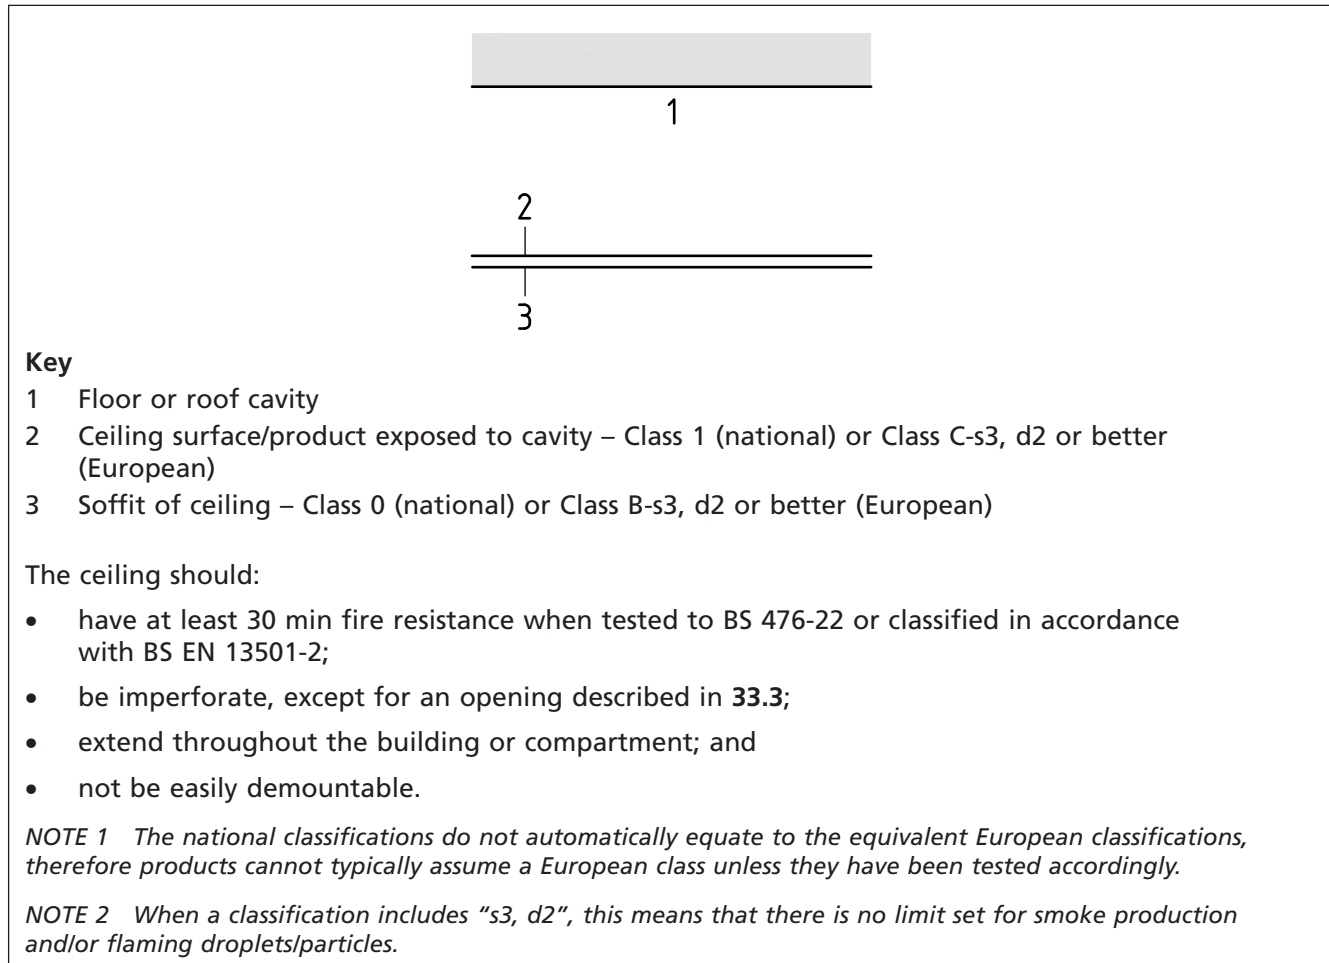 1
2
3
Key
1 Floor or roof cavity
2 Ceiling surface/product exposed to cavity – Class 1 (national) or Class C-s3, d2 or better
(European)
3 Soffit of ceiling – Class 0 (national) or Class B-s3, d2 or better (European)
The ceiling should:
• have at least 30 min fire resistance when tested to BS 476-22 or classified in accordance
with BS EN 13501-2;
• be imperforate, except for an opening described in 33.3;
• extend throughout the building or compartment; and
• not be easily demountable.
NOTE 1 The national classifications do not automatically equate to the equivalent European classifications,
therefore products cannot typically assume a European class unless they have been tested accordingly.
NOTE 2 When a classification includes “s3, d2”, this means that there is no limit set for smoke production
and/or flaming droplets/particles.